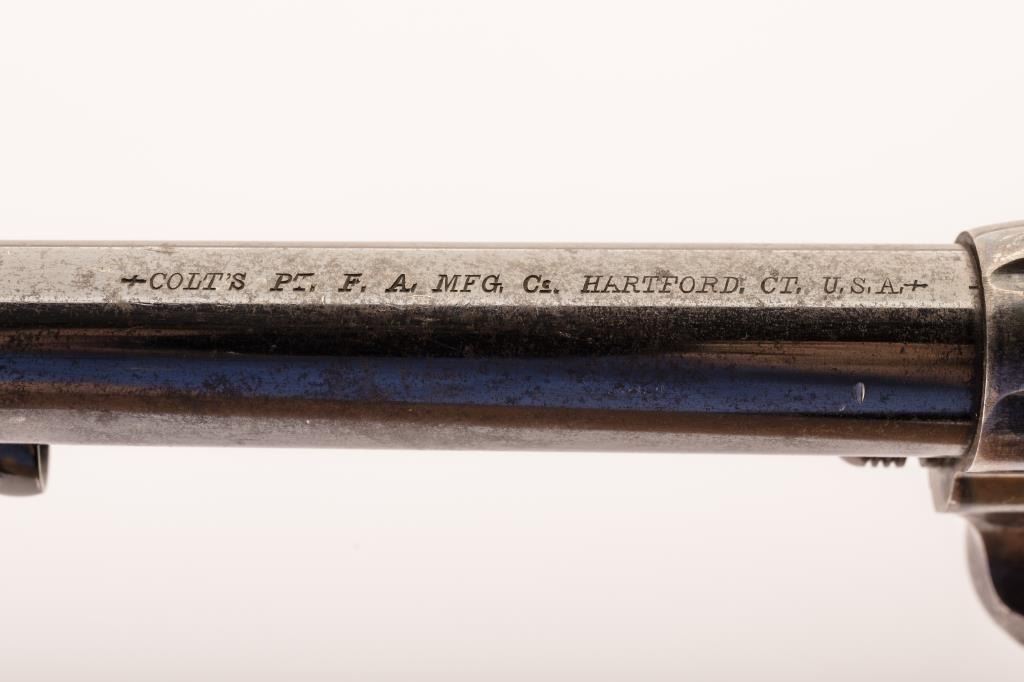 +COLT'S PT. F. A. MFG. Co. HARTFORD. CT. U.S.A.+